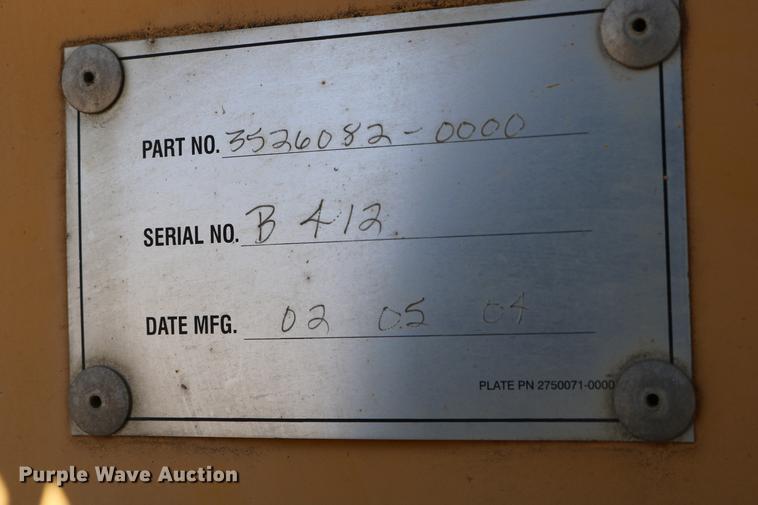 PART NO. 3526082-0000
SERIAL NO. B 412
DATE MFG. 02 05 04
PLATE PN 2750071-0000
Purple Wave Auction